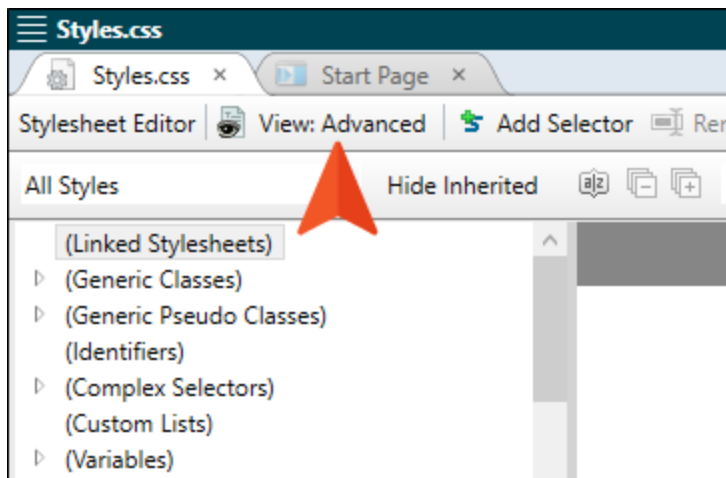 Styles.css
Styles.css × Start Page ×
Stylesheet Editor View: Advanced Add Selector
All Styles Hide Inherited a z
(Linked Stylesheets)
(Generic Classes)
(Generic Pseudo Classes)
(Identifiers)
(Complex Selectors)
(Custom Lists)
(Variables)